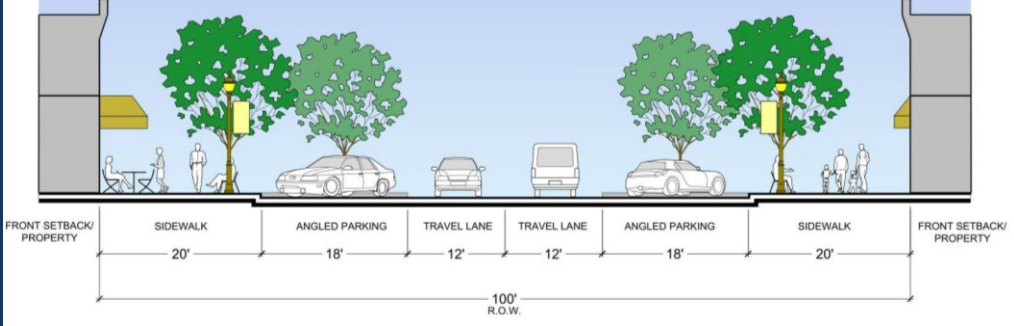 FRONT SETBACK/
PROPERTY
SIDEWALK
ANGLED PARKING
TRAVEL LANE
TRAVEL LANE
ANGLED PARKING
SIDEWALK
FRONT SETBACK/
PROPERTY
20'
18'
12'
12'
18'
20'
100'
R.O.W.